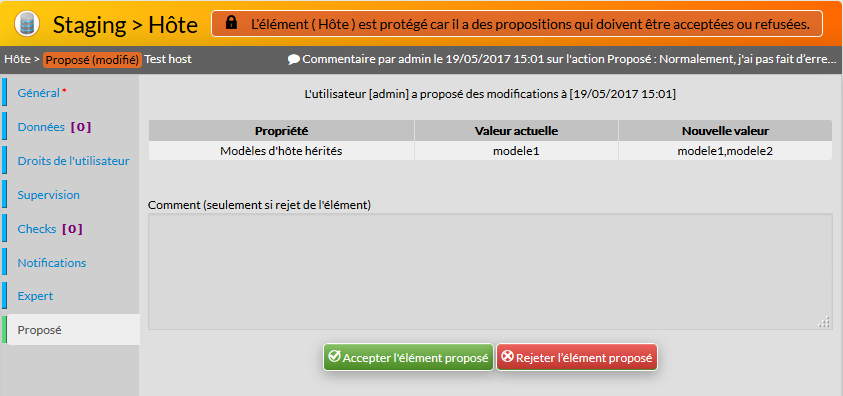 Staging > Hôte
L'élément ( Hôte ) est protégé car il a des propositions qui doivent être acceptées ou refusées.
Hôte > Proposé (modifié) Test host
Commentaire par admin le 19/05/2017 15:01 sur l'action Proposé : Normalement, j'ai pas fait d'erre...
Général *
Données [0]
Droits de l'utilisateur
Supervision
Checks [0]
Notifications
Expert
Proposé
L'utilisateur [admin] a proposé des modifications à [19/05/2017 15:01]
Propriété Valeur actuelle Nouvelle valeur
Modèles d'hôte hérités modele1 modele1,modele2
Comment (seulement si rejet de l'élément)
Accepter l'élément proposé
Rejeter l'élément proposé